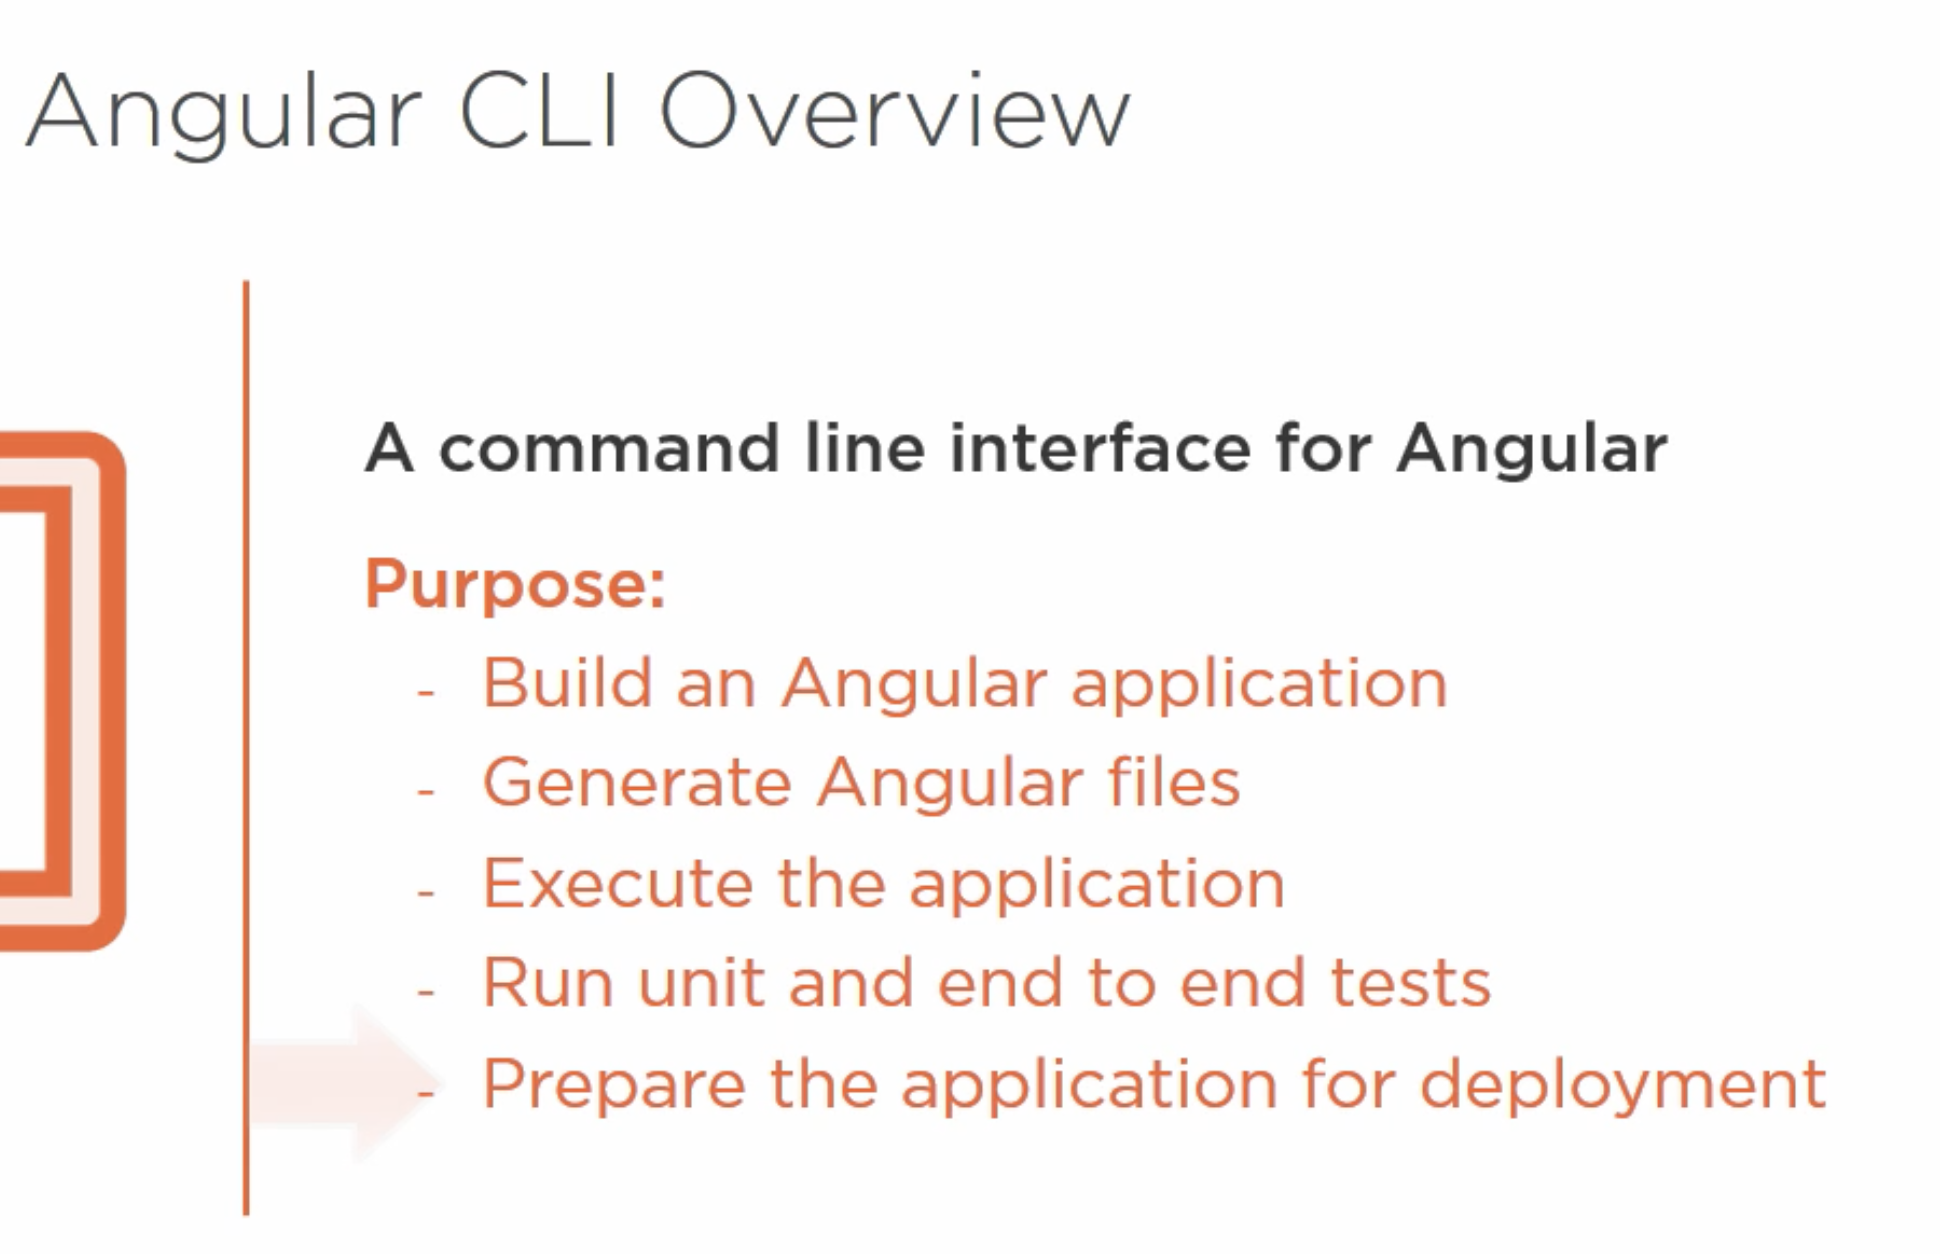 Angular CLI Overview
A command line interface for Angular
Purpose:
- Build an Angular application
- Generate Angular files
- Execute the application
- Run unit and end to end tests
- Prepare the application for deployment